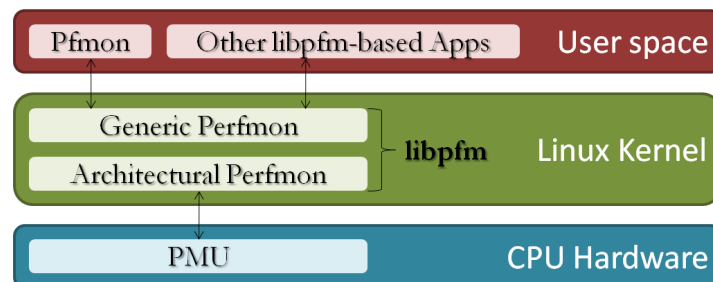 Pfmon Other libpfm-based Apps User space
Generic Perfmon
libpfm Linux Kernel
Architectural Perfmon
PMU CPU Hardware